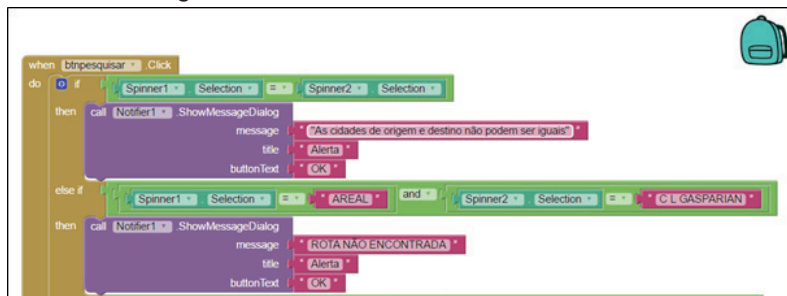 when btnpesquisar .Click
do if Spinner1 . Selection = Spinner2 . Selection
then call Notifier1 .ShowMessageDialog
message "As cidades de origem e destino não podem ser iguais"
title " Alerta "
buttonText " OK "
else if Spinner1 . Selection = " AREAL " and Spinner2 . Selection = " C L GASPARIAN "
then call Notifier1 .ShowMessageDialog
message " ROTA NÃO ENCONTRADA "
title " Alerta "
buttonText " OK "